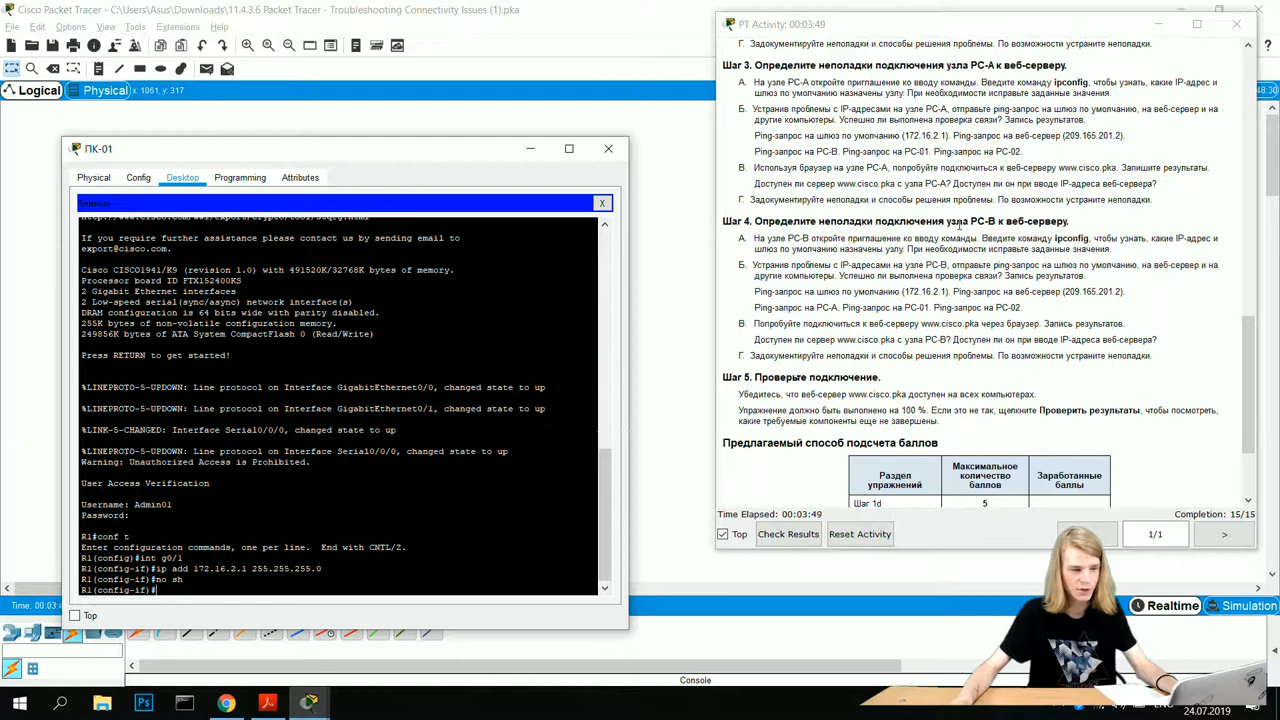 Cisco Packet Tracer - C:\Users\Asus\Downloads\11.4.3.6 Packet Tracer - Troubleshooting Connectivity Issues (1).pka
File Edit Options View Tools Extensions Help
Logical Physical x: 1061, y: 317
48:30
ПК-01
Physical Config Desktop Programming Attributes
X
If you require further assistance please contact us by sending email to
export@cisco.com.
Cisco CISCO1941/K9 (revision 1.0) with 491520K/32768K bytes of memory.
Processor board ID FTX152400KS
2 Gigabit Ethernet interfaces
2 Low-speed serial(sync/async) network interface(s)
DRAM configuration is 64 bits wide with parity disabled.
255K bytes of non-volatile configuration memory.
249856K bytes of ATA System CompactFlash 0 (Read/Write)
Press RETURN to get started!
%LINEPROTO-5-UPDOWN: Line protocol on Interface GigabitEthernet0/0, changed state to up
%LINEPROTO-5-UPDOWN: Line protocol on Interface GigabitEthernet0/1, changed state to up
%LINK-5-CHANGED: Interface Serial0/0/0, changed state to up
%LINEPROTO-5-UPDOWN: Line protocol on Interface Serial0/0/0, changed state to up
Warning: Unauthorized Access is Prohibited.
User Access Verification
Username: Admin01
Password:
R1#conf t
Enter configuration commands, one per line. End with CNTL/Z.
R1(config)#int g0/1
R1(config-if)#ip add 172.16.2.1 255.255.255.0
R1(config-if)#no sh
R1(config-if)#
Top
PT Activity: 00:03:49
Г. Задокументируйте неполадки и способы решения проблемы. По возможности устраните неполадки.
Шаг 3. Определите неполадки подключения узла PC-A к веб-серверу.
А. На узле PC-A откройте приглашение ко вводу команды. Введите команду ipconfig, чтобы узнать, какие IP-адрес и
шлюз по умолчанию назначены узлу. При необходимости исправьте заданные значения.
Б. Устранив проблемы с IP-адресами на узле PC-A, отправьте ping-запрос на шлюз по умолчанию, на веб-сервер и на
другие компьютеры. Успешно ли выполнена проверка связи? Запись результатов.
Ping-запрос на шлюз по умолчанию (172.16.2.1). Ping-запрос на веб-сервер (209.165.201.2).
Ping-запрос на PC-B. Ping-запрос на PC-01. Ping-запрос на PC-02.
В. Используя браузер на узле PC-A, попробуйте подключиться к веб-серверу www.cisco.pka. Запишите результаты.
Доступен ли сервер www.cisco.pka с узла PC-A? Доступен ли он при вводе IP-адреса веб-сервера?
Г. Задокументируйте неполадки и способы решения проблемы. По возможности устраните неполадки.
Шаг 4. Определите неполадки подключения узла PC-B к веб-серверу.
А. На узле PC-B откройте приглашение ко вводу команды. Введите команду ipconfig, чтобы узнать, какие IP-адрес и
шлюз по умолчанию назначены узлу. При необходимости исправьте заданные значения.
Б. Устранив проблемы с IP-адресами на узле PC-B, отправьте ping-запрос на шлюз по умолчанию, на веб-сервер и на
другие компьютеры. Успешно ли выполнена проверка связи? Запись результатов.
Ping-запрос на шлюз по умолчанию (172.16.2.1). Ping-запрос на веб-сервер (209.165.201.2).
Ping-запрос на PC-A. Ping-запрос на PC-01. Ping-запрос на PC-02.
В. Попробуйте подключиться к веб-серверу www.cisco.pka через браузер. Запись результатов.
Доступен ли сервер www.cisco.pka с узла PC-B? Доступен ли он при вводе IP-адреса веб-сервера?
Г. Задокументируйте неполадки и способы решения проблемы. По возможности устраните неполадки.
Шаг 5. Проверьте подключение.
Убедитесь, что веб-сервер www.cisco.pka доступен на всех компьютерах.
Упражнение должно быть выполнено на 100 %. Если это не так, щелкните Проверить результаты, чтобы посмотреть,
какие требуемые компоненты еще не завершены.
Предлагаемый способ подсчета баллов
Раздел упражнений
Максимальное количество баллов
Заработанные баллы
Шаг 1d 5
Time Elapsed: 00:03:49 Completion: 15/15
Top Check Results Reset Activity 1/1 >
Time: 00:03:4
Realtime Simulation
Console
24.07.2019